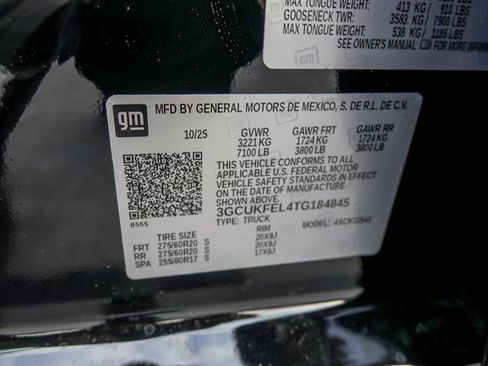 MAX TONGUE WEIGHT: 413 KG / 910 LBS
GOOSENECK TWR: 3583 KG / 7900 LBS
MAX TONGUE WEIGHT: 538 KG / 1185 LBS
SEE OWNER'S MANUAL FOR MORE
gm
MFD BY GENERAL MOTORS DE MEXICO, S. DE R.L. DE C.V.
10/25 GVWR GAWR FRT GAWR RR
3221 KG 1724 KG 1724 KG
7100 LB 3800 LB 3800 LB
THIS VEHICLE CONFORMS TO ALL
APPLICABLE U.S. FEDERAL MOTOR
VEHICLE SAFETY STANDARDS IN EFFECT
ON THE DATE OF MANUFACTURE
3GCUKFEL4TG184845
TYPE: TRUCK MODEL:
TIRE SIZE RIM
FRT 275/60R20 S 20X9J
RR 275/60R20 S 20X9J
SPA 255/80R17 S 17X8J